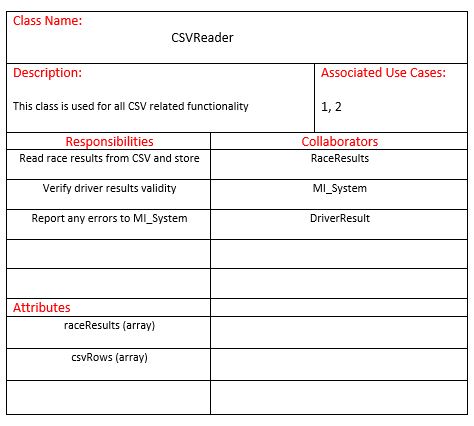 Class Name:
CSVReader
Description:
Associated Use Cases:
This class is used for all CSV related functionality
1, 2
Responsibilities
Collaborators
Read race results from CSV and store
RaceResults
Verify driver results validity
MI_System
Report any errors to MI_System
DriverResult
Attributes
raceResults (array)
csvRows (array)